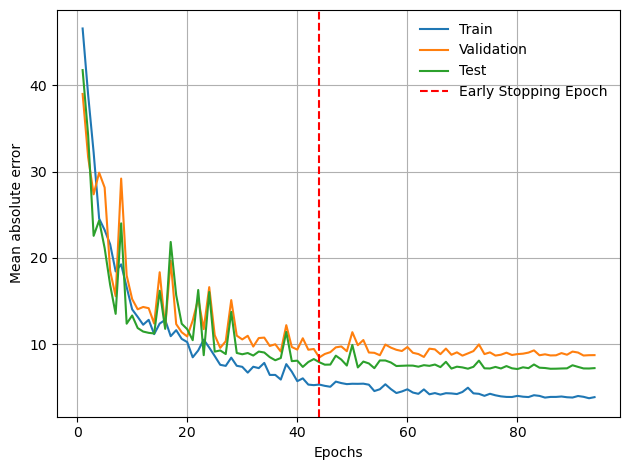 Train
Validation
Test
Early Stopping Epoch
Mean absolute error
40
30
20
10
0 20 40 60 80
Epochs